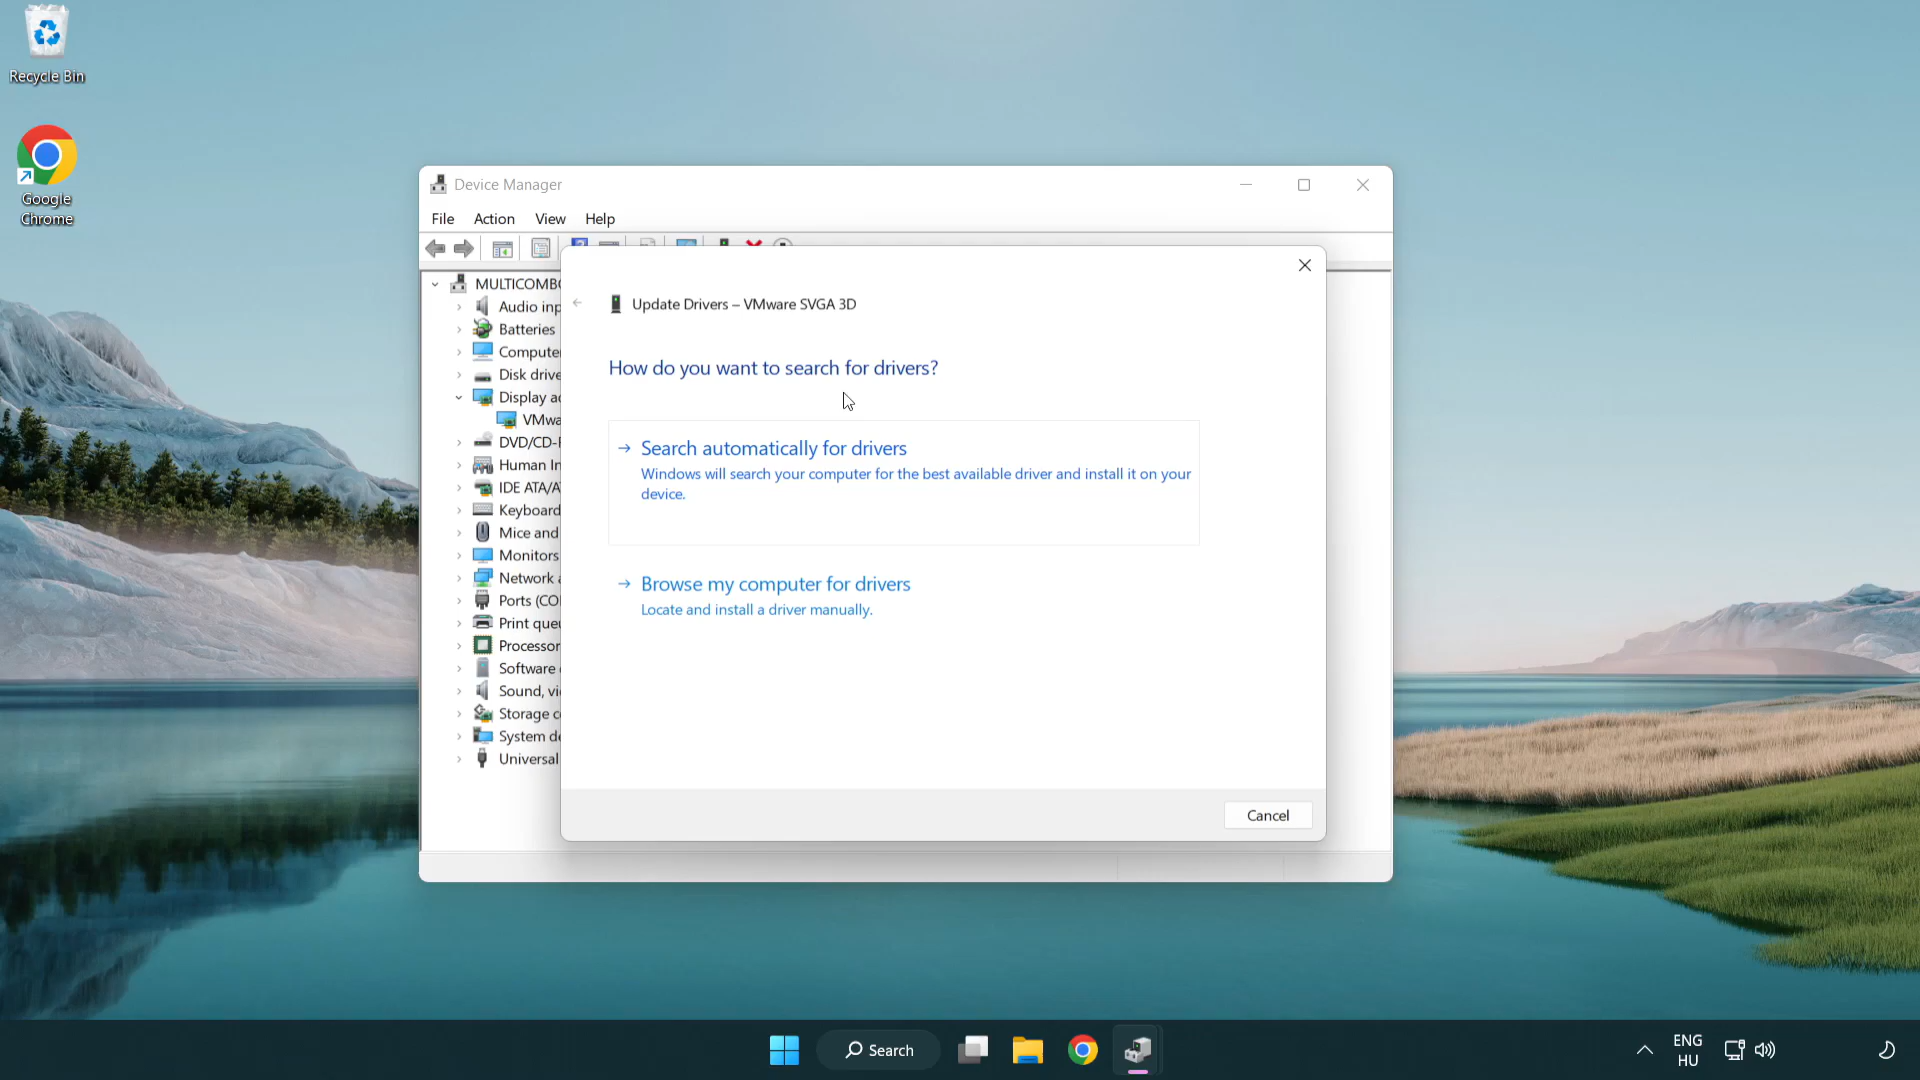 Recycle Bin
Google
Chrome
Device Manager
File Action View Help
MULTICOMBO
Audio inp
Batteries
Compute
Disk drive
Display a
VMwa
DVD/CD-
Human In
IDE ATA/A
Keyboard
Mice and
Monitors
Network
Ports (CO
Print que
Processor
Software
Sound, vi
Storage c
System de
Universal
Update Drivers – VMware SVGA 3D
How do you want to search for drivers?
Search automatically for drivers
Windows will search your computer for the best available driver and install it on your
device.
Browse my computer for drivers
Locate and install a driver manually.
Cancel
Search
ENG
HU